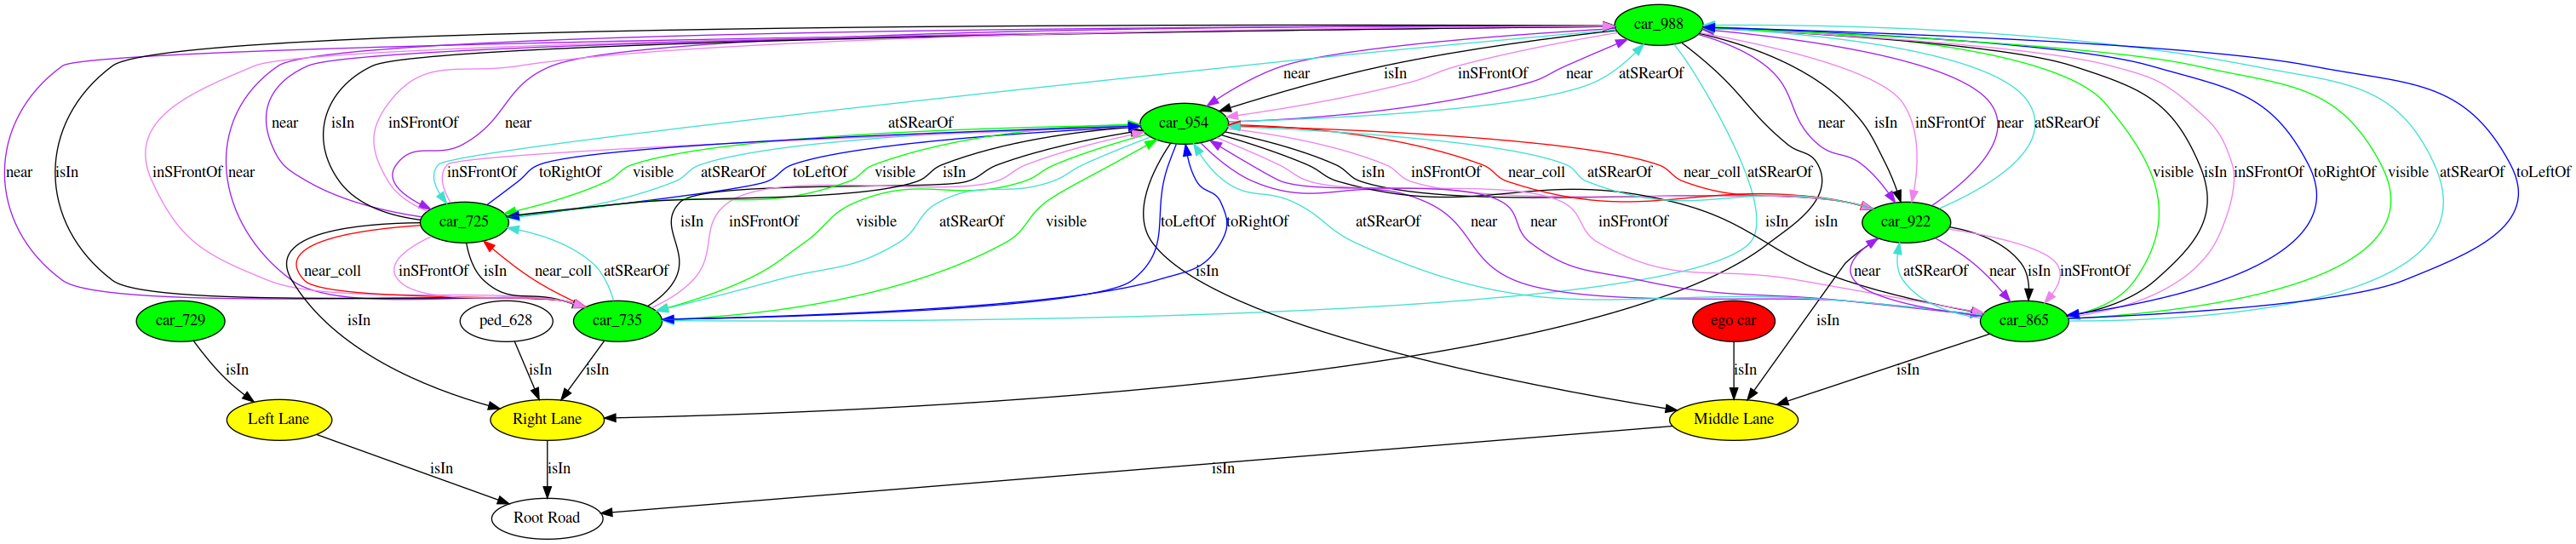 car_988
near isIn inSFrontOf near atSRearOf
car_954
near isIn inSFrontOf near atSRearOf near isIn inSFrontOf near atSRearOf
near isIn inSFrontOf near inSFrontOf toRightOf visible atSRearOf toLeftOf visible isIn isIn inSFrontOf near_coll atSRearOf near_coll atSRearOf visible isIn inSFrontOf toRightOf visible atSRearOf toLeftOf
car_725 isIn inSFrontOf visible atSRearOf visible toLeftOf toRightOf atSRearOf near near inSFrontOf isIn isIn car_922
near_coll inSFrontOf isIn near_coll atSRearOf isIn near atSRearOf near isIn inSFrontOf
car_729 isIn ped_628 car_735 ego car isIn car_865
isIn isIn isIn isIn isIn
Left Lane Right Lane Middle Lane
isIn isIn isIn
Root Road